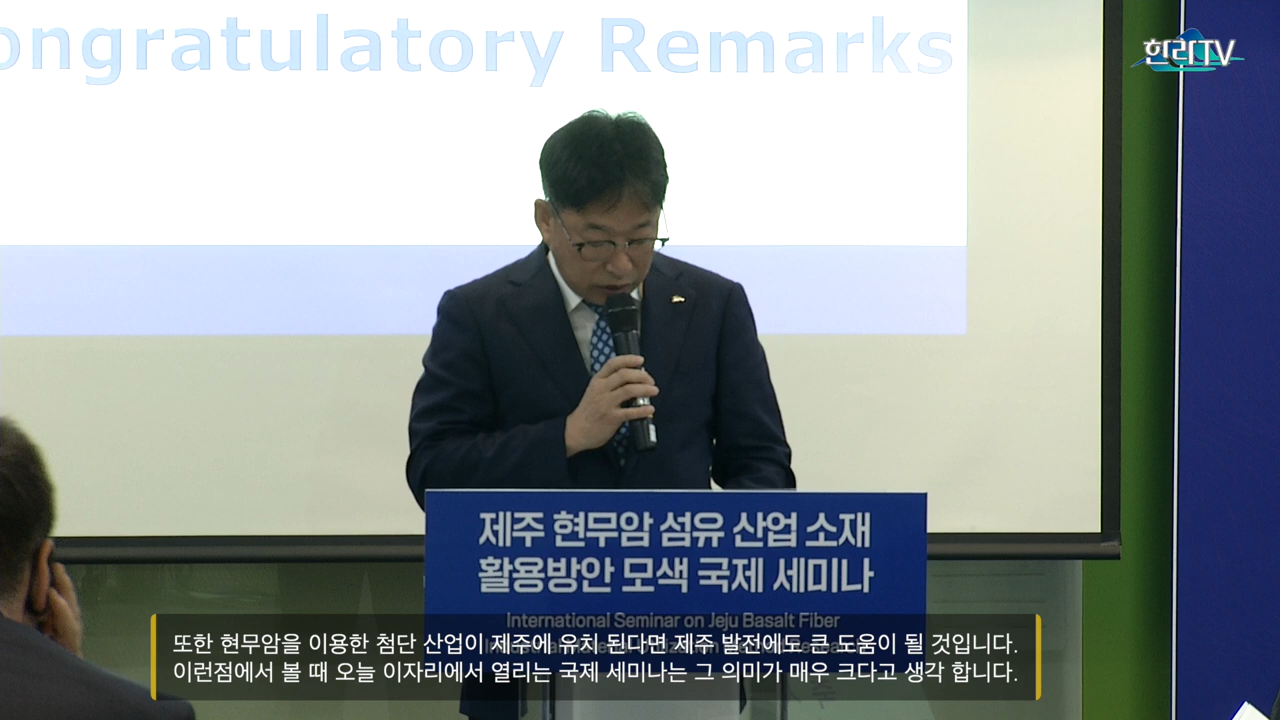 ongratulatory Remarks
한라TV
제주 현무암 섬유 산업 소재
활용방안 모색 국제 세미나
International Seminar on Jeju Basalt Fiber
또한 현무암을 이용한 첨단 산업이 제주에 유치 된다면 제주 발전에도 큰 도움이 될 것입니다.
이런점에서 볼 때 오늘 이자리에서 열리는 국제 세미나는 그 의미가 매우 크다고 생각 합니다.